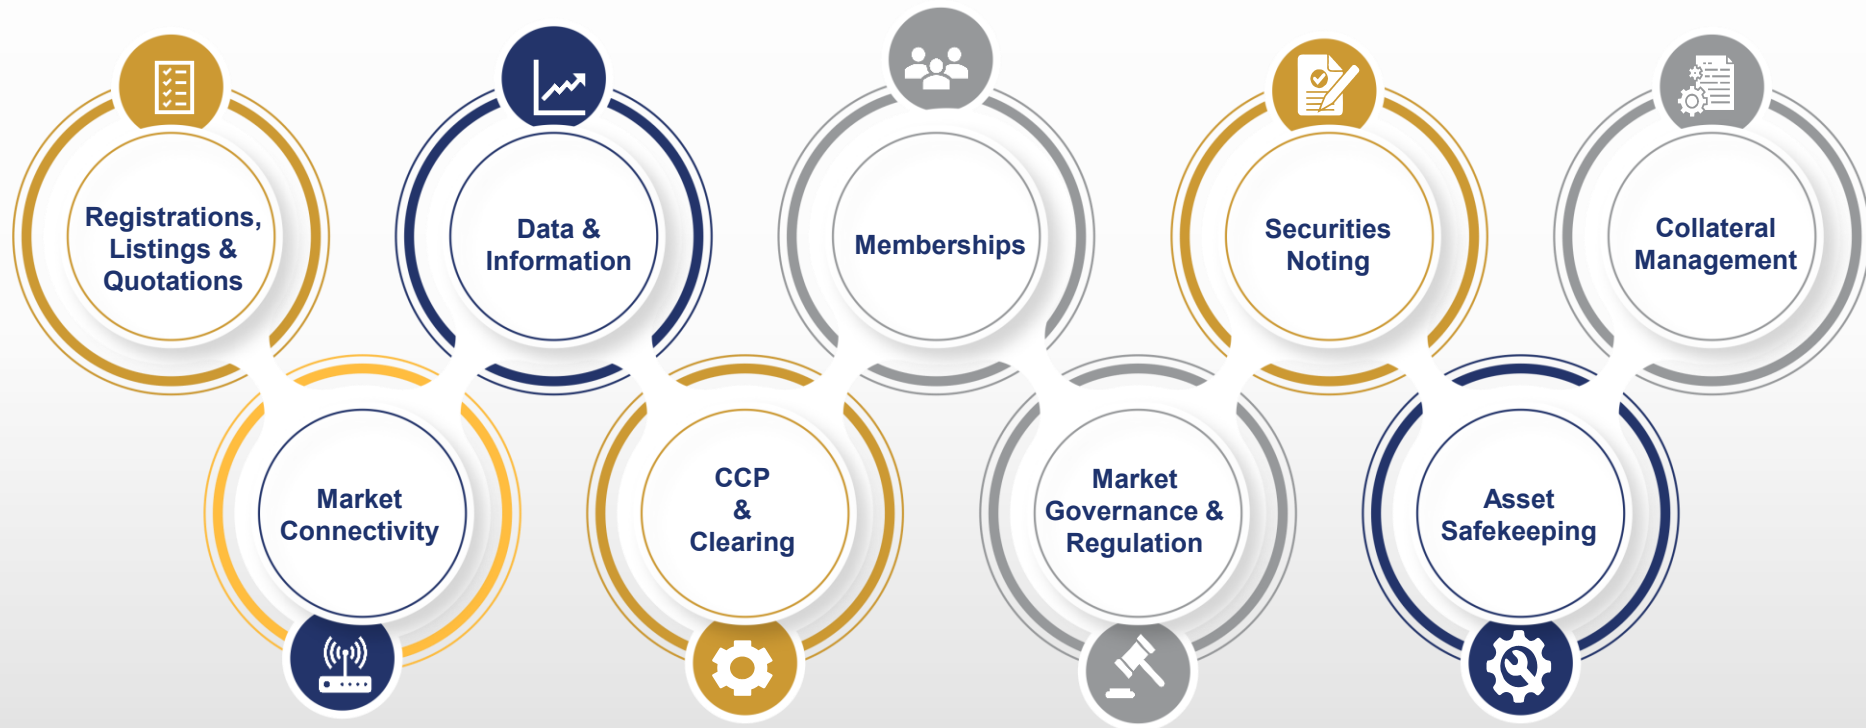 Registrations,
Listings &
Quotations
Market
Connectivity
Data &
Information
CCP
&
Clearing
Memberships
Market
Governance &
Regulation
Securities
Noting
Asset
Safekeeping
Collateral
Management